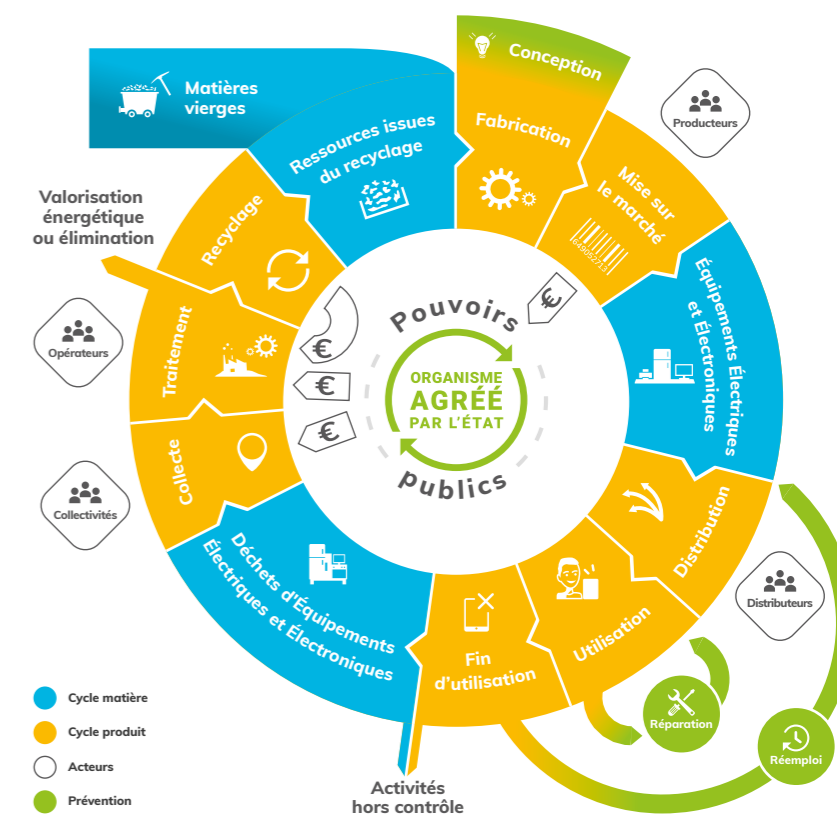 Matières
vierges
Conception
Fabrication
Producteurs
Ressources issues
du recyclage
Mise sur
le marché
649052713
Valorisation
énergétique
ou élimination
Recyclage
Équipements Électriques
et Électroniques
Opérateurs
Traitement
€
€
€
€
Pouvoirs
ORGANISME
AGRÉÉ
PAR L'ÉTAT
publics
Collecte
Collectivités
Distribution
Distributeurs
Déchets d'Équipements
Électriques et Électroniques
Utilisation
Fin
d'utilisation
Réparation
Réemploi
Cycle matière
Cycle produit
Acteurs
Prévention
Activités
hors contrôle